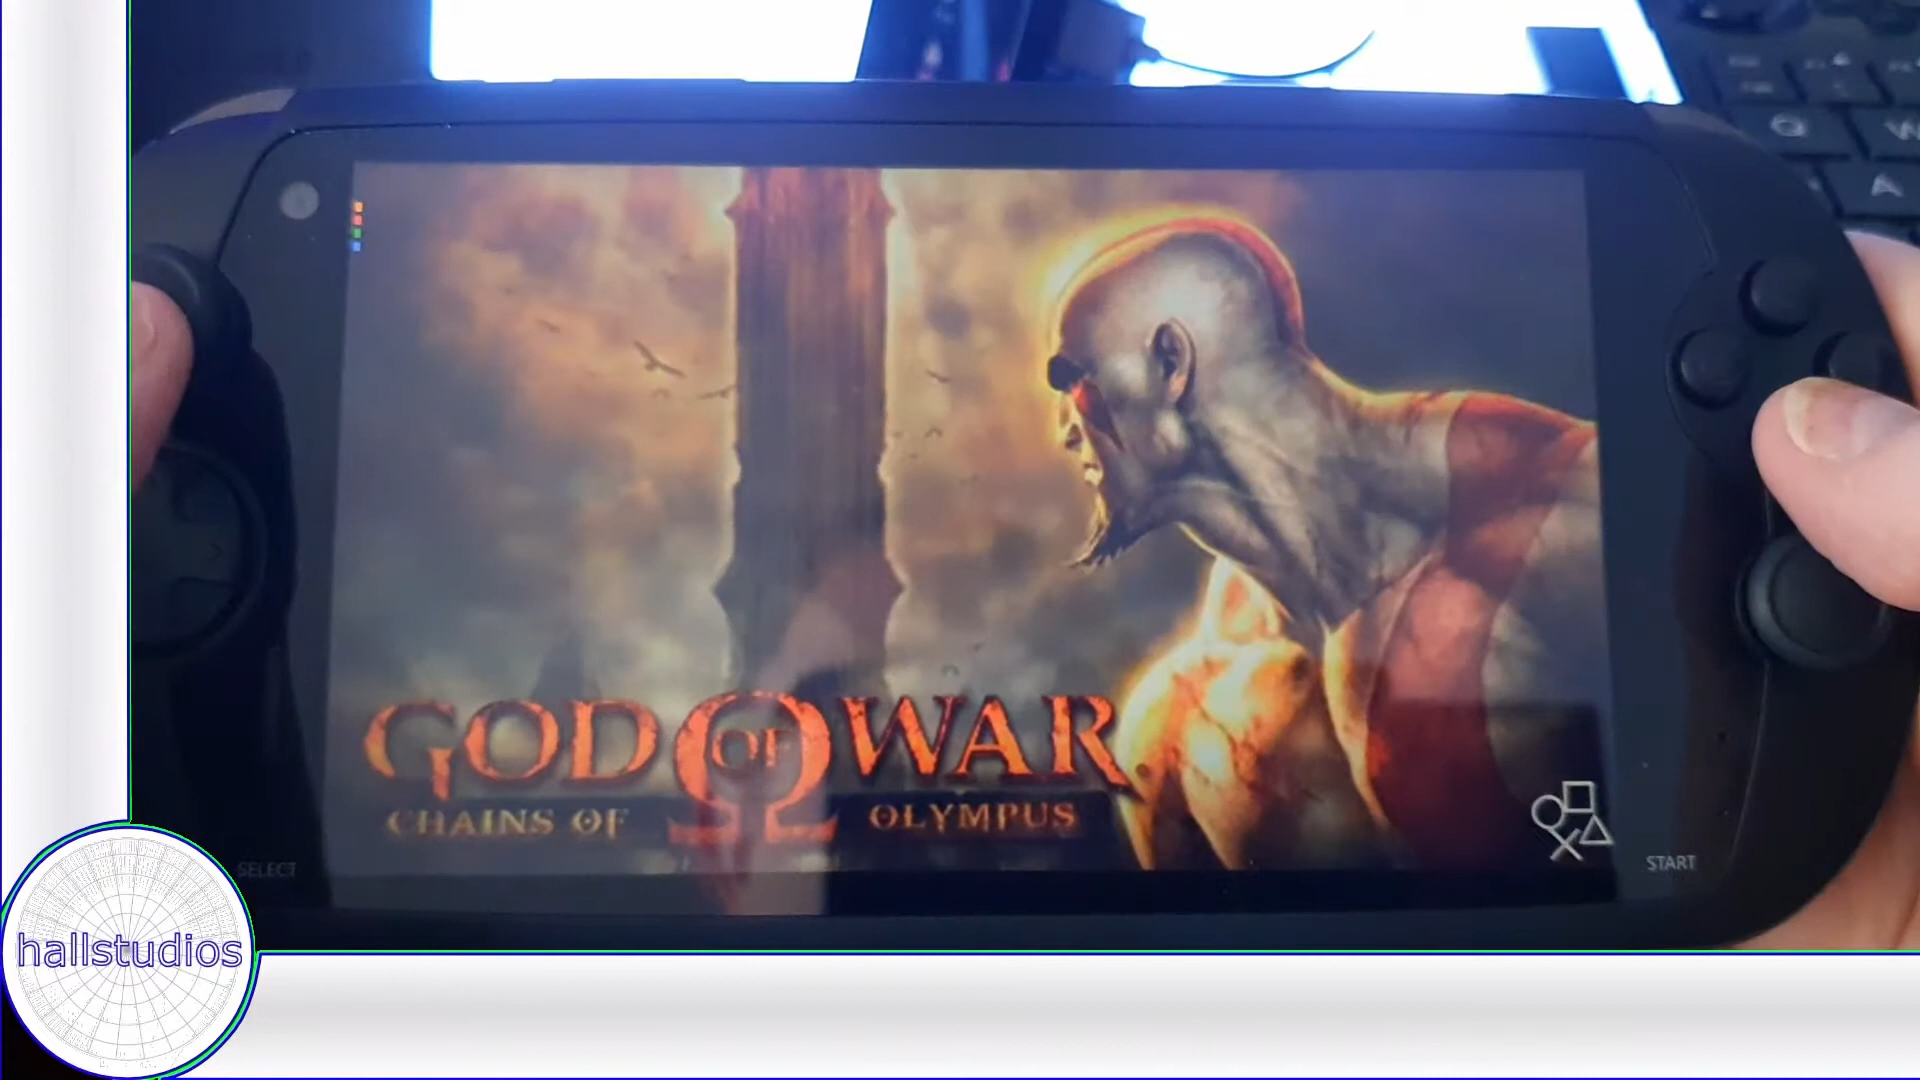 Q
W
A
GOD OF WAR
CHAINS OF OLYMPUS
SELECT
START
hallstudios